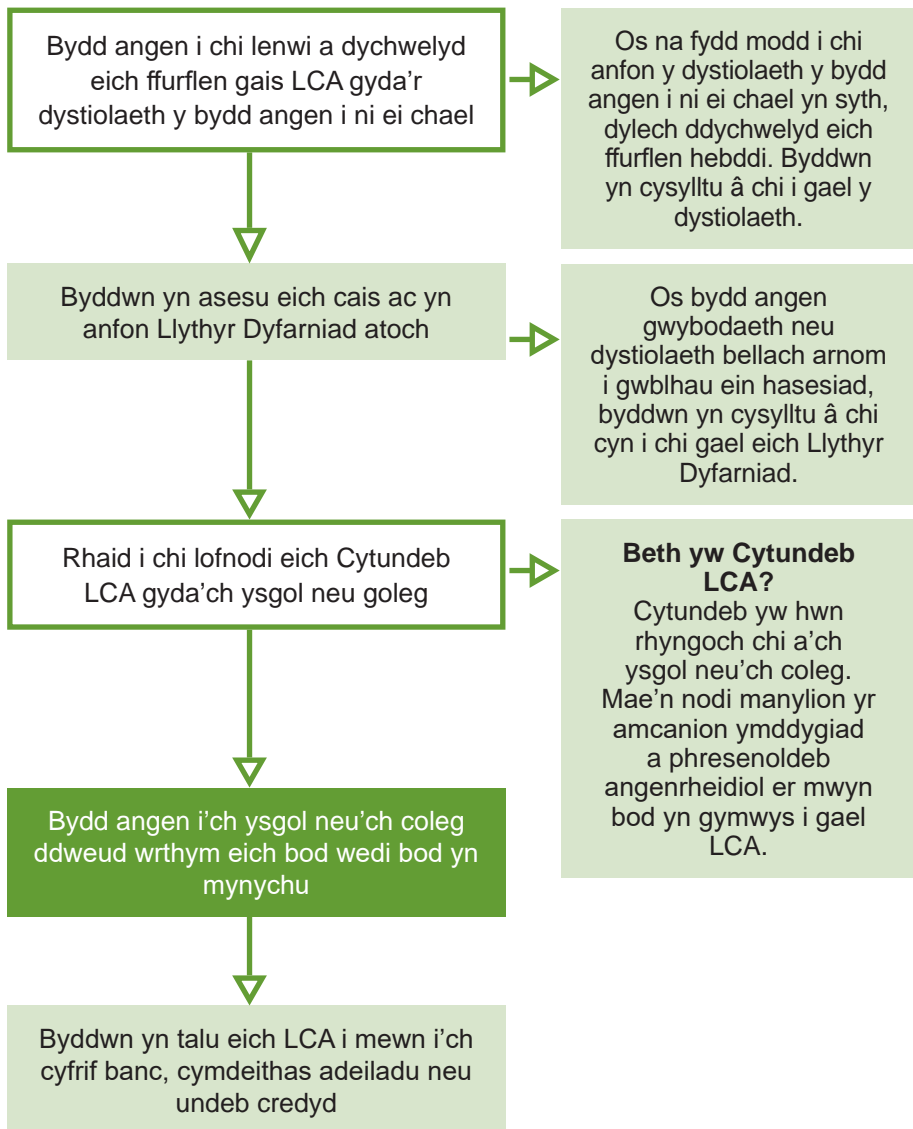 Bydd angen i chi lenwi a dychwelyd
eich ffurflen gais LCA gyda'r
dystiolaeth y bydd angen i ni ei chael
Os na fydd modd i chi
anfon y dystiolaeth y bydd
angen i ni ei chael yn syth,
dylech ddychwelyd eich
ffurflen hebddi. Byddwn
yn cysylltu â chi i gael y
dystiolaeth.
Byddwn yn asesu eich cais ac yn
anfon Llythyr Dyfarniad atoch
Os bydd angen
gwybodaeth neu
dystiolaeth bellach arnom
i gwblhau ein hasesiad,
byddwn yn cysylltu â chi
cyn i chi gael eich Llythyr
Dyfarniad.
Rhaid i chi lofnodi eich Cytundeb
LCA gyda'ch ysgol neu goleg
Beth yw Cytundeb
LCA?
Cytundeb yw hwn
rhyngoch chi a'ch
ysgol neu'ch coleg.
Mae'n nodi manylion yr
amcanion ymddygiad
a phresenoldeb
angenrheidiol er mwyn
bod yn gymwys i gael
LCA.
Bydd angen i'ch ysgol neu'ch coleg
ddweud wrthym eich bod wedi bod yn
mynychu
Byddwn yn talu eich LCA i mewn i'ch
cyfrif banc, cymdeithas adeiladu neu
undeb credyd